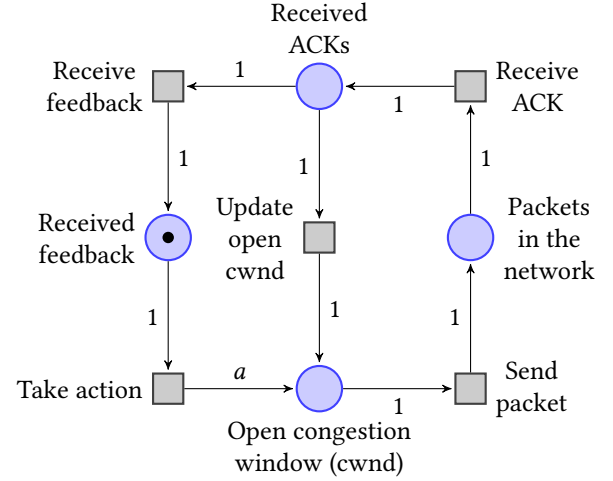 Received
ACKs
Receive
feedback
1
1
Receive
ACK
1
1
1
Received
feedback
Update
open
cwnd
Packets
in the
network
1
1
1
Take action
a
1
Send
packet
Open congestion
window (cwnd)